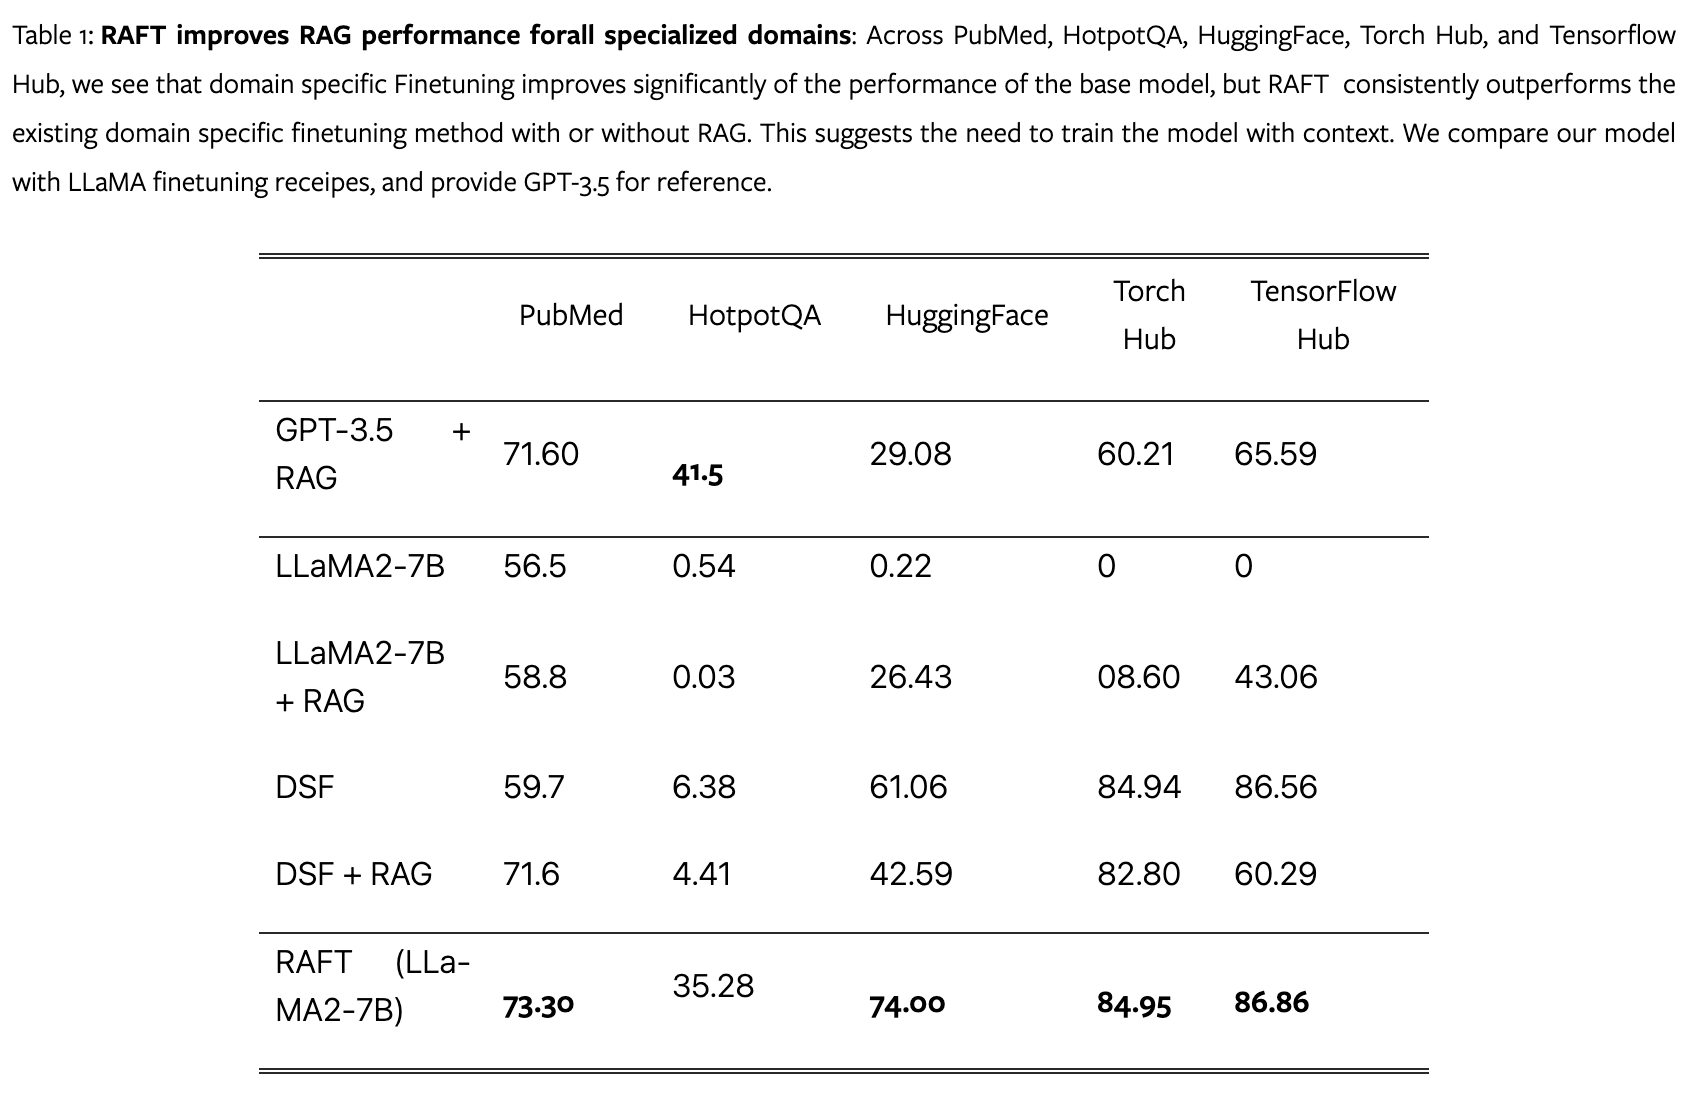 Table 1: RAFT improves RAG performance forall specialized domains: Across PubMed, HotpotQA, HuggingFace, Torch Hub, and Tensorflow
Hub, we see that domain specific Finetuning improves significantly of the performance of the base model, but RAFT consistently outperforms the
existing domain specific finetuning method with or without RAG. This suggests the need to train the model with context. We compare our model
with LLaMA finetuning receipes, and provide GPT-3.5 for reference.
PubMed HotpotQA HuggingFace Torch Hub TensorFlow Hub
GPT-3.5 + RAG 71.60 41.5 29.08 60.21 65.59
LLaMA2-7B 56.5 0.54 0.22 0 0
LLaMA2-7B + RAG 58.8 0.03 26.43 08.60 43.06
DSF 59.7 6.38 61.06 84.94 86.56
DSF + RAG 71.6 4.41 42.59 82.80 60.29
RAFT (LLa-
MA2-7B) 73.30 35.28 74.00 84.95 86.86